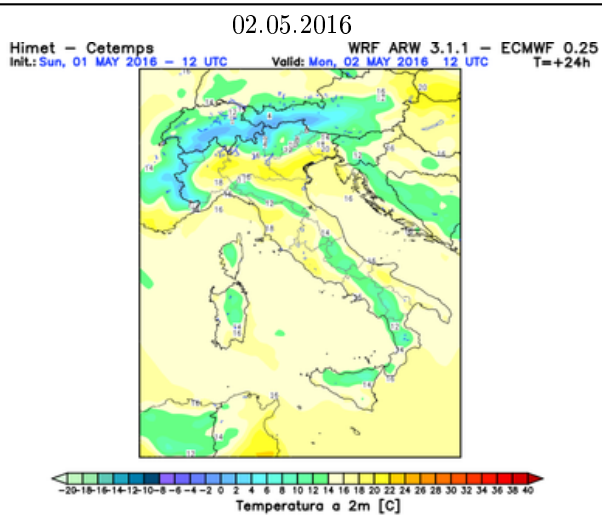 02.05.2016
Himet – Cetemps WRF ARW 3.1.1 – ECMWF 0.25
Init.: Sun, 01 MAY 2016 – 12 UTC Valid: Mon, 02 MAY 2016 12 UTC T=+24h
-20-18-16-14-12-10-8 -6 -4 -2 0 2 4 6 8 10 12 14 16 18 20 22 24 26 28 30 32 34 36 38 40
Temperatura a 2m [C]